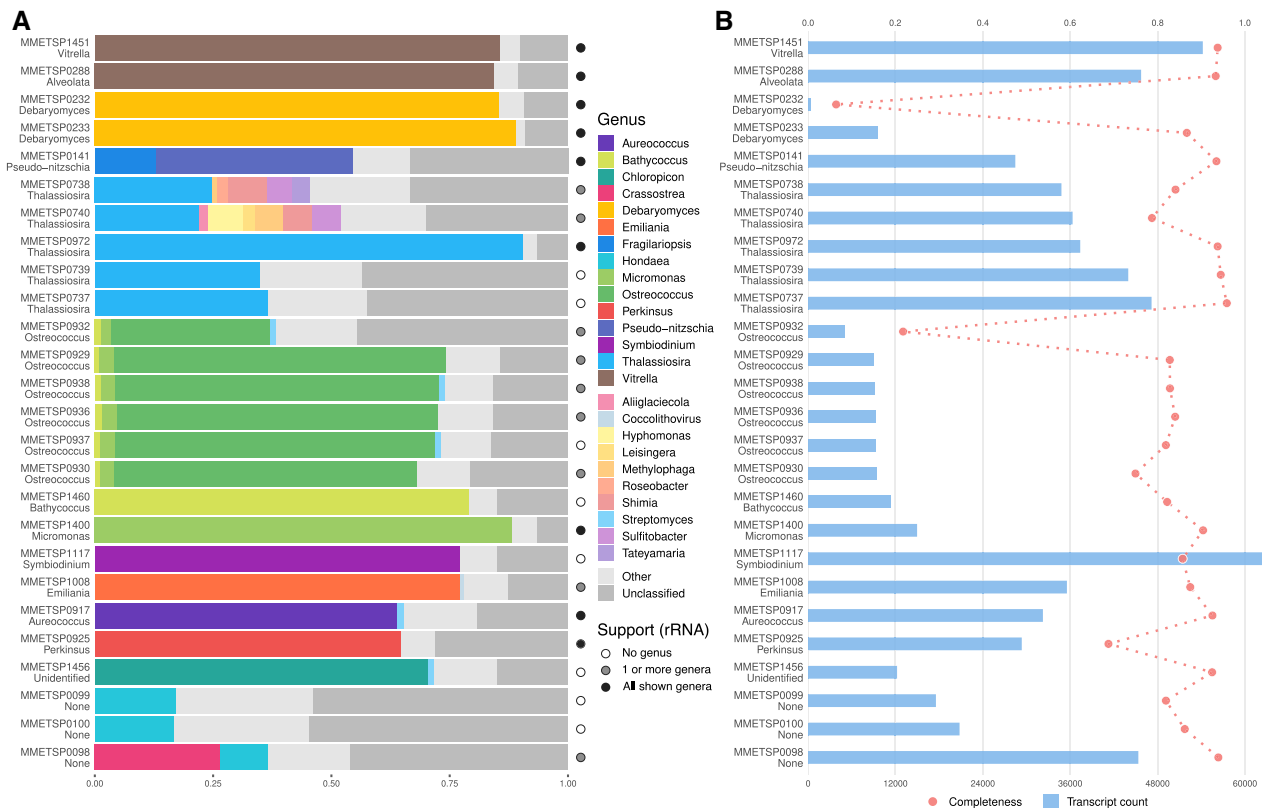 A
MMETSP1451
Vitrella
MMETSP0288
Alveolata
MMETSP0232
Debaryomyces
MMETSP0233
Debaryomyces
MMETSP0141
Pseudo−nitzschia
MMETSP0738
Thalassiosira
MMETSP0740
Thalassiosira
MMETSP0972
Thalassiosira
MMETSP0739
Thalassiosira
MMETSP0737
Thalassiosira
MMETSP0932
Ostreococcus
MMETSP0929
Ostreococcus
MMETSP0938
Ostreococcus
MMETSP0936
Ostreococcus
MMETSP0937
Ostreococcus
MMETSP0930
Ostreococcus
MMETSP1460
Bathycoccus
MMETSP1400
Micromonas
MMETSP1117
Symbiodinium
MMETSP1008
Emiliania
MMETSP0917
Aureococcus
MMETSP0925
Perkinsus
MMETSP1456
Unidentified
MMETSP0099
None
MMETSP0100
None
MMETSP0098
None
0.00 0.25 0.50 0.75 1.00
Genus
Aureococcus
Bathycoccus
Chloropicon
Crassostrea
Debaryomyces
Emiliania
Fragilariopsis
Hondaea
Micromonas
Ostreococcus
Perkinsus
Pseudo−nitzschia
Symbiodinium
Thalassiosira
Vitrella
Aliiglaciecola
Coccolithovirus
Hyphomonas
Leisingera
Methylophaga
Roseobacter
Shimia
Streptomyces
Sulfitobacter
Tateyamaria
Other
Unclassified
Support (rRNA)
No genus
1 or more genera
All shown genera
B
0.0 0.2 0.4 0.6 0.8 1.0
MMETSP1451
Vitrella
MMETSP0288
Alveolata
MMETSP0232
Debaryomyces
MMETSP0233
Debaryomyces
MMETSP0141
Pseudo−nitzschia
MMETSP0738
Thalassiosira
MMETSP0740
Thalassiosira
MMETSP0972
Thalassiosira
MMETSP0739
Thalassiosira
MMETSP0737
Thalassiosira
MMETSP0932
Ostreococcus
MMETSP0929
Ostreococcus
MMETSP0938
Ostreococcus
MMETSP0936
Ostreococcus
MMETSP0937
Ostreococcus
MMETSP0930
Ostreococcus
MMETSP1460
Bathycoccus
MMETSP1400
Micromonas
MMETSP1117
Symbiodinium
MMETSP1008
Emiliania
MMETSP0917
Aureococcus
MMETSP0925
Perkinsus
MMETSP1456
Unidentified
MMETSP0099
None
MMETSP0100
None
MMETSP0098
None
0 12000 24000 36000 48000 60000
Completeness Transcript count